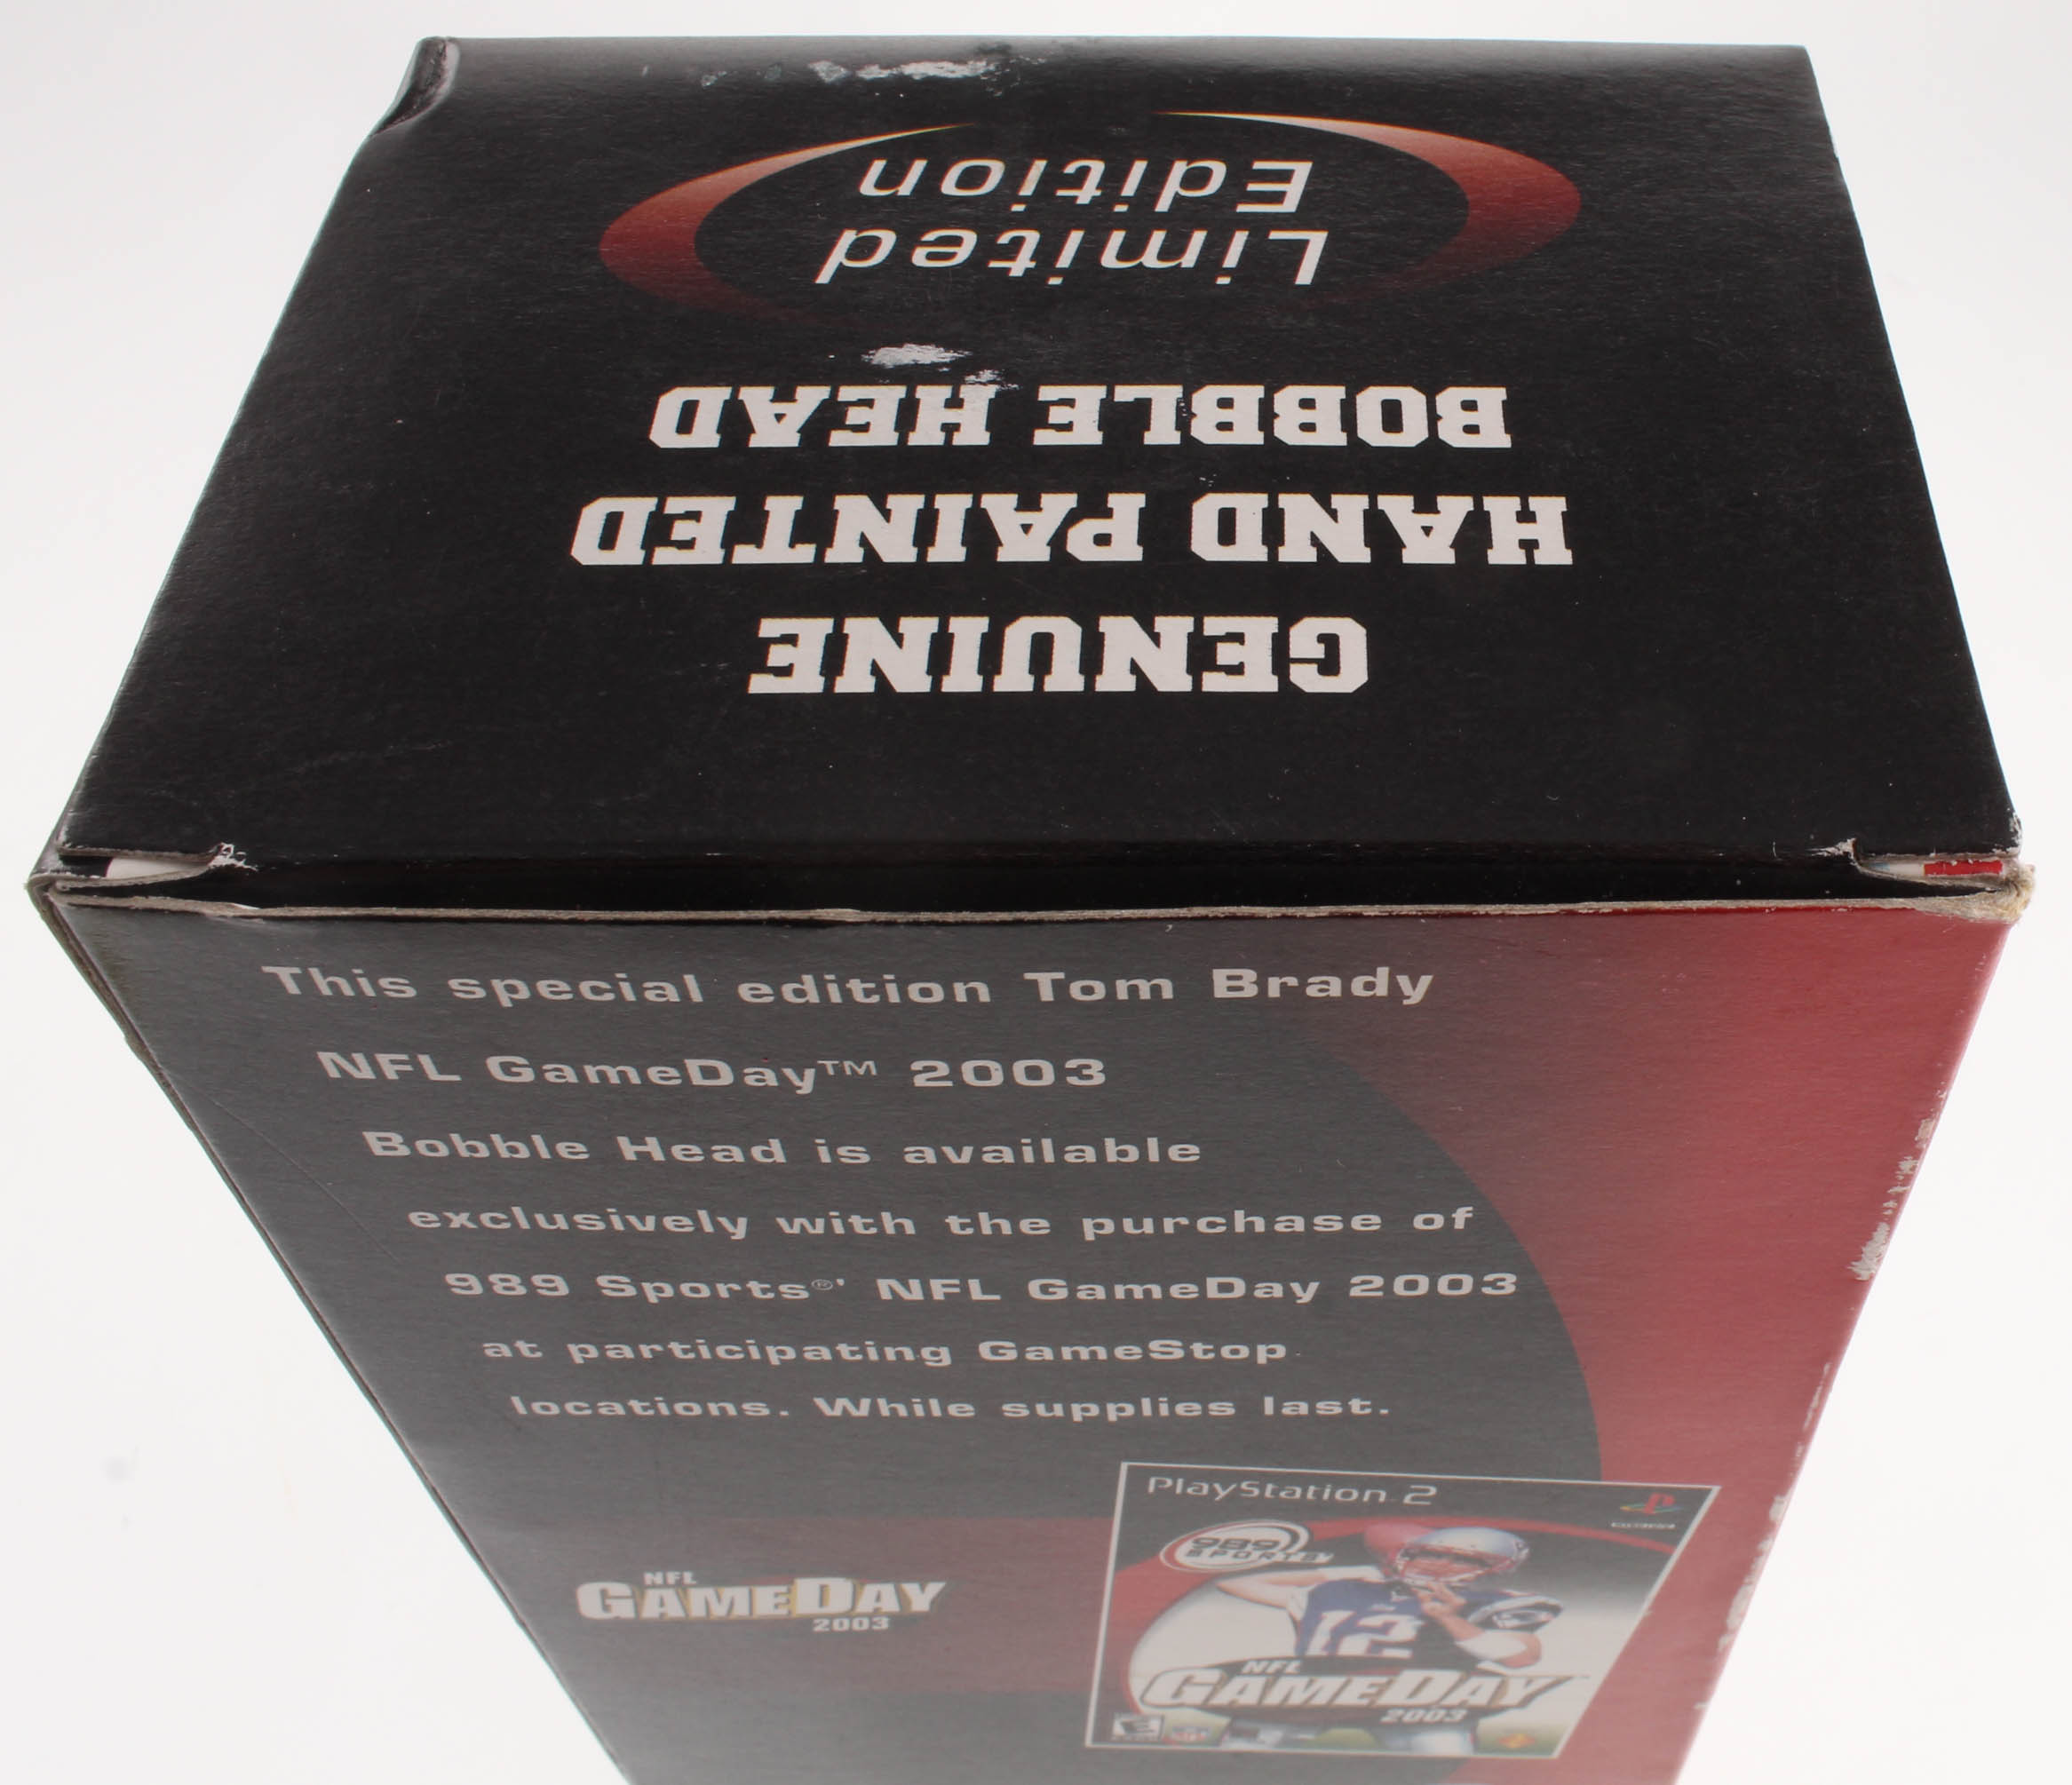 GENUINE
HAND PAINTED
BOBBLE HEAD
Limited
Edition
This special edition Tom Brady
NFL GameDay™ 2003
Bobble Head is available
exclusively with the purchase of
989 Sports®' NFL GameDay 2003
at participating GameStop
locations. While supplies last.
NFL
GAMEDAY
2003
PlayStation 2
989
SPORTS
12
NFL
GAMEDAY
2003
E